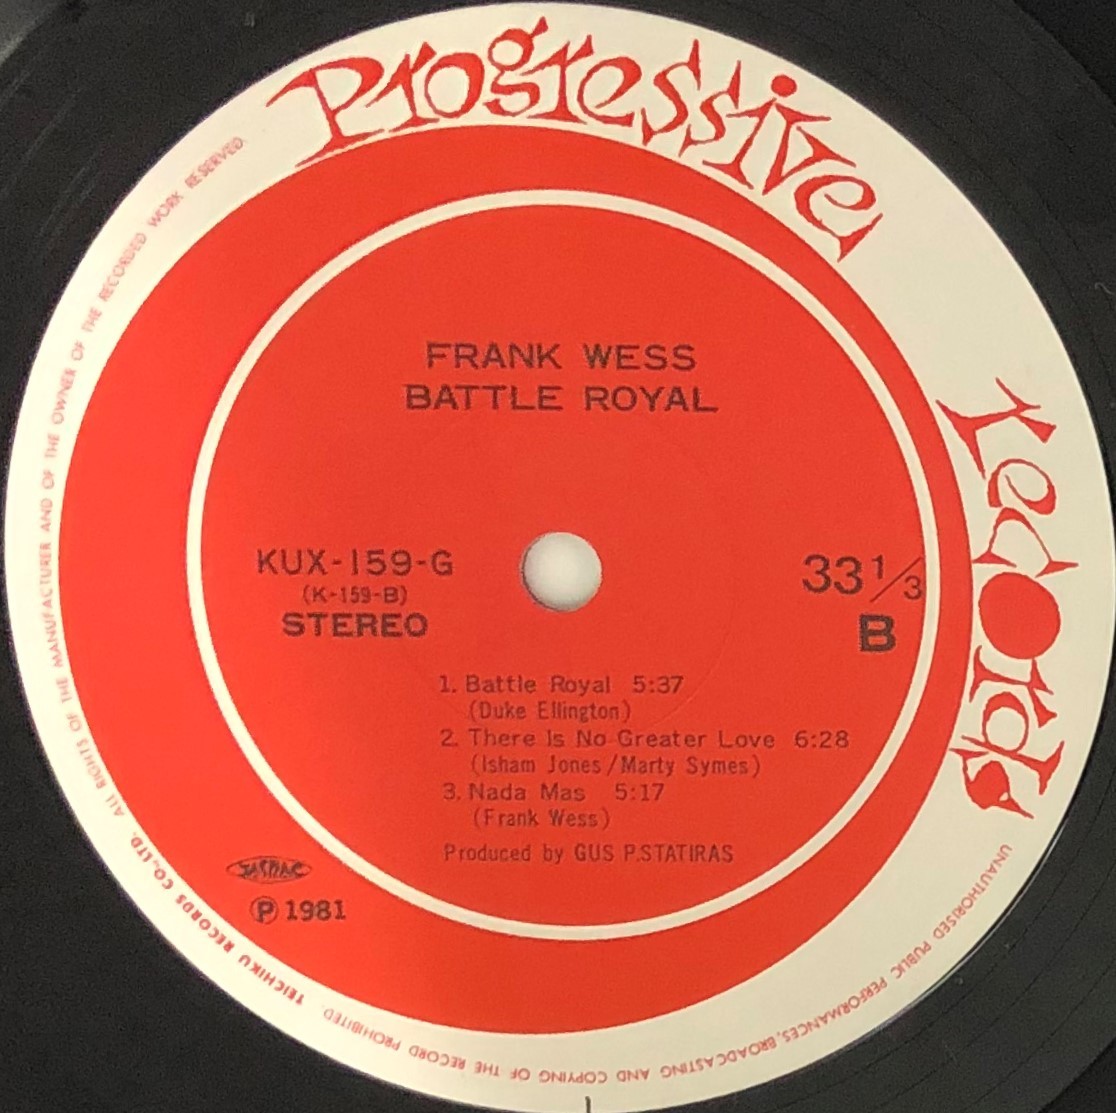 Progressive records
FRANK WESS
BATTLE ROYAL
KUX-159-G
(K-159-B)
STEREO
33 1/3
B
1. Battle Royal 5:37
(Duke Ellington)
2. There Is No Greater Love 6:28
(Isham Jones/Marty Symes)
3. Nada Mas 5:17
(Frank Wess)
Produced by GUS P.STATIRAS
JASRAC
℗ 1981
TEICHIKU RECORDS CO., LTD. ALL RIGHTS OF THE MANUFACTURER AND OF THE OWNER OF THE RECORDED WORK RESERVED.
UNAUTHORISED PUBLIC PERFORMANCES, BROADCASTING AND COPYING OF THE RECORD PROHIBITED